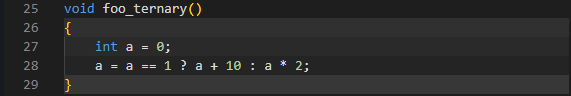 25 void foo_ternary()
26 {
27     int a = 0;
28     a = a == 1 ? a + 10 : a * 2;
29 }